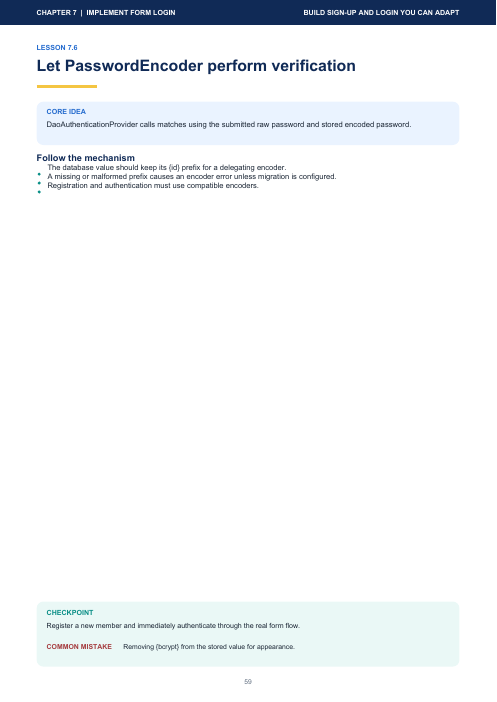 CHAPTER 7 | IMPLEMENT FORM LOGIN
BUILD SIGN-UP AND LOGIN YOU CAN ADAPT
LESSON 7.6
Let PasswordEncoder perform verification
CORE IDEA
DaoAuthenticationProvider calls matches using the submitted raw password and stored encoded password.
Follow the mechanism
The database value should keep its {id} prefix for a delegating encoder.
A missing or malformed prefix causes an encoder error unless migration is configured.
Registration and authentication must use compatible encoders.
CHECKPOINT
Register a new member and immediately authenticate through the real form flow.
COMMON MISTAKE Removing {bcrypt} from the stored value for appearance.
59